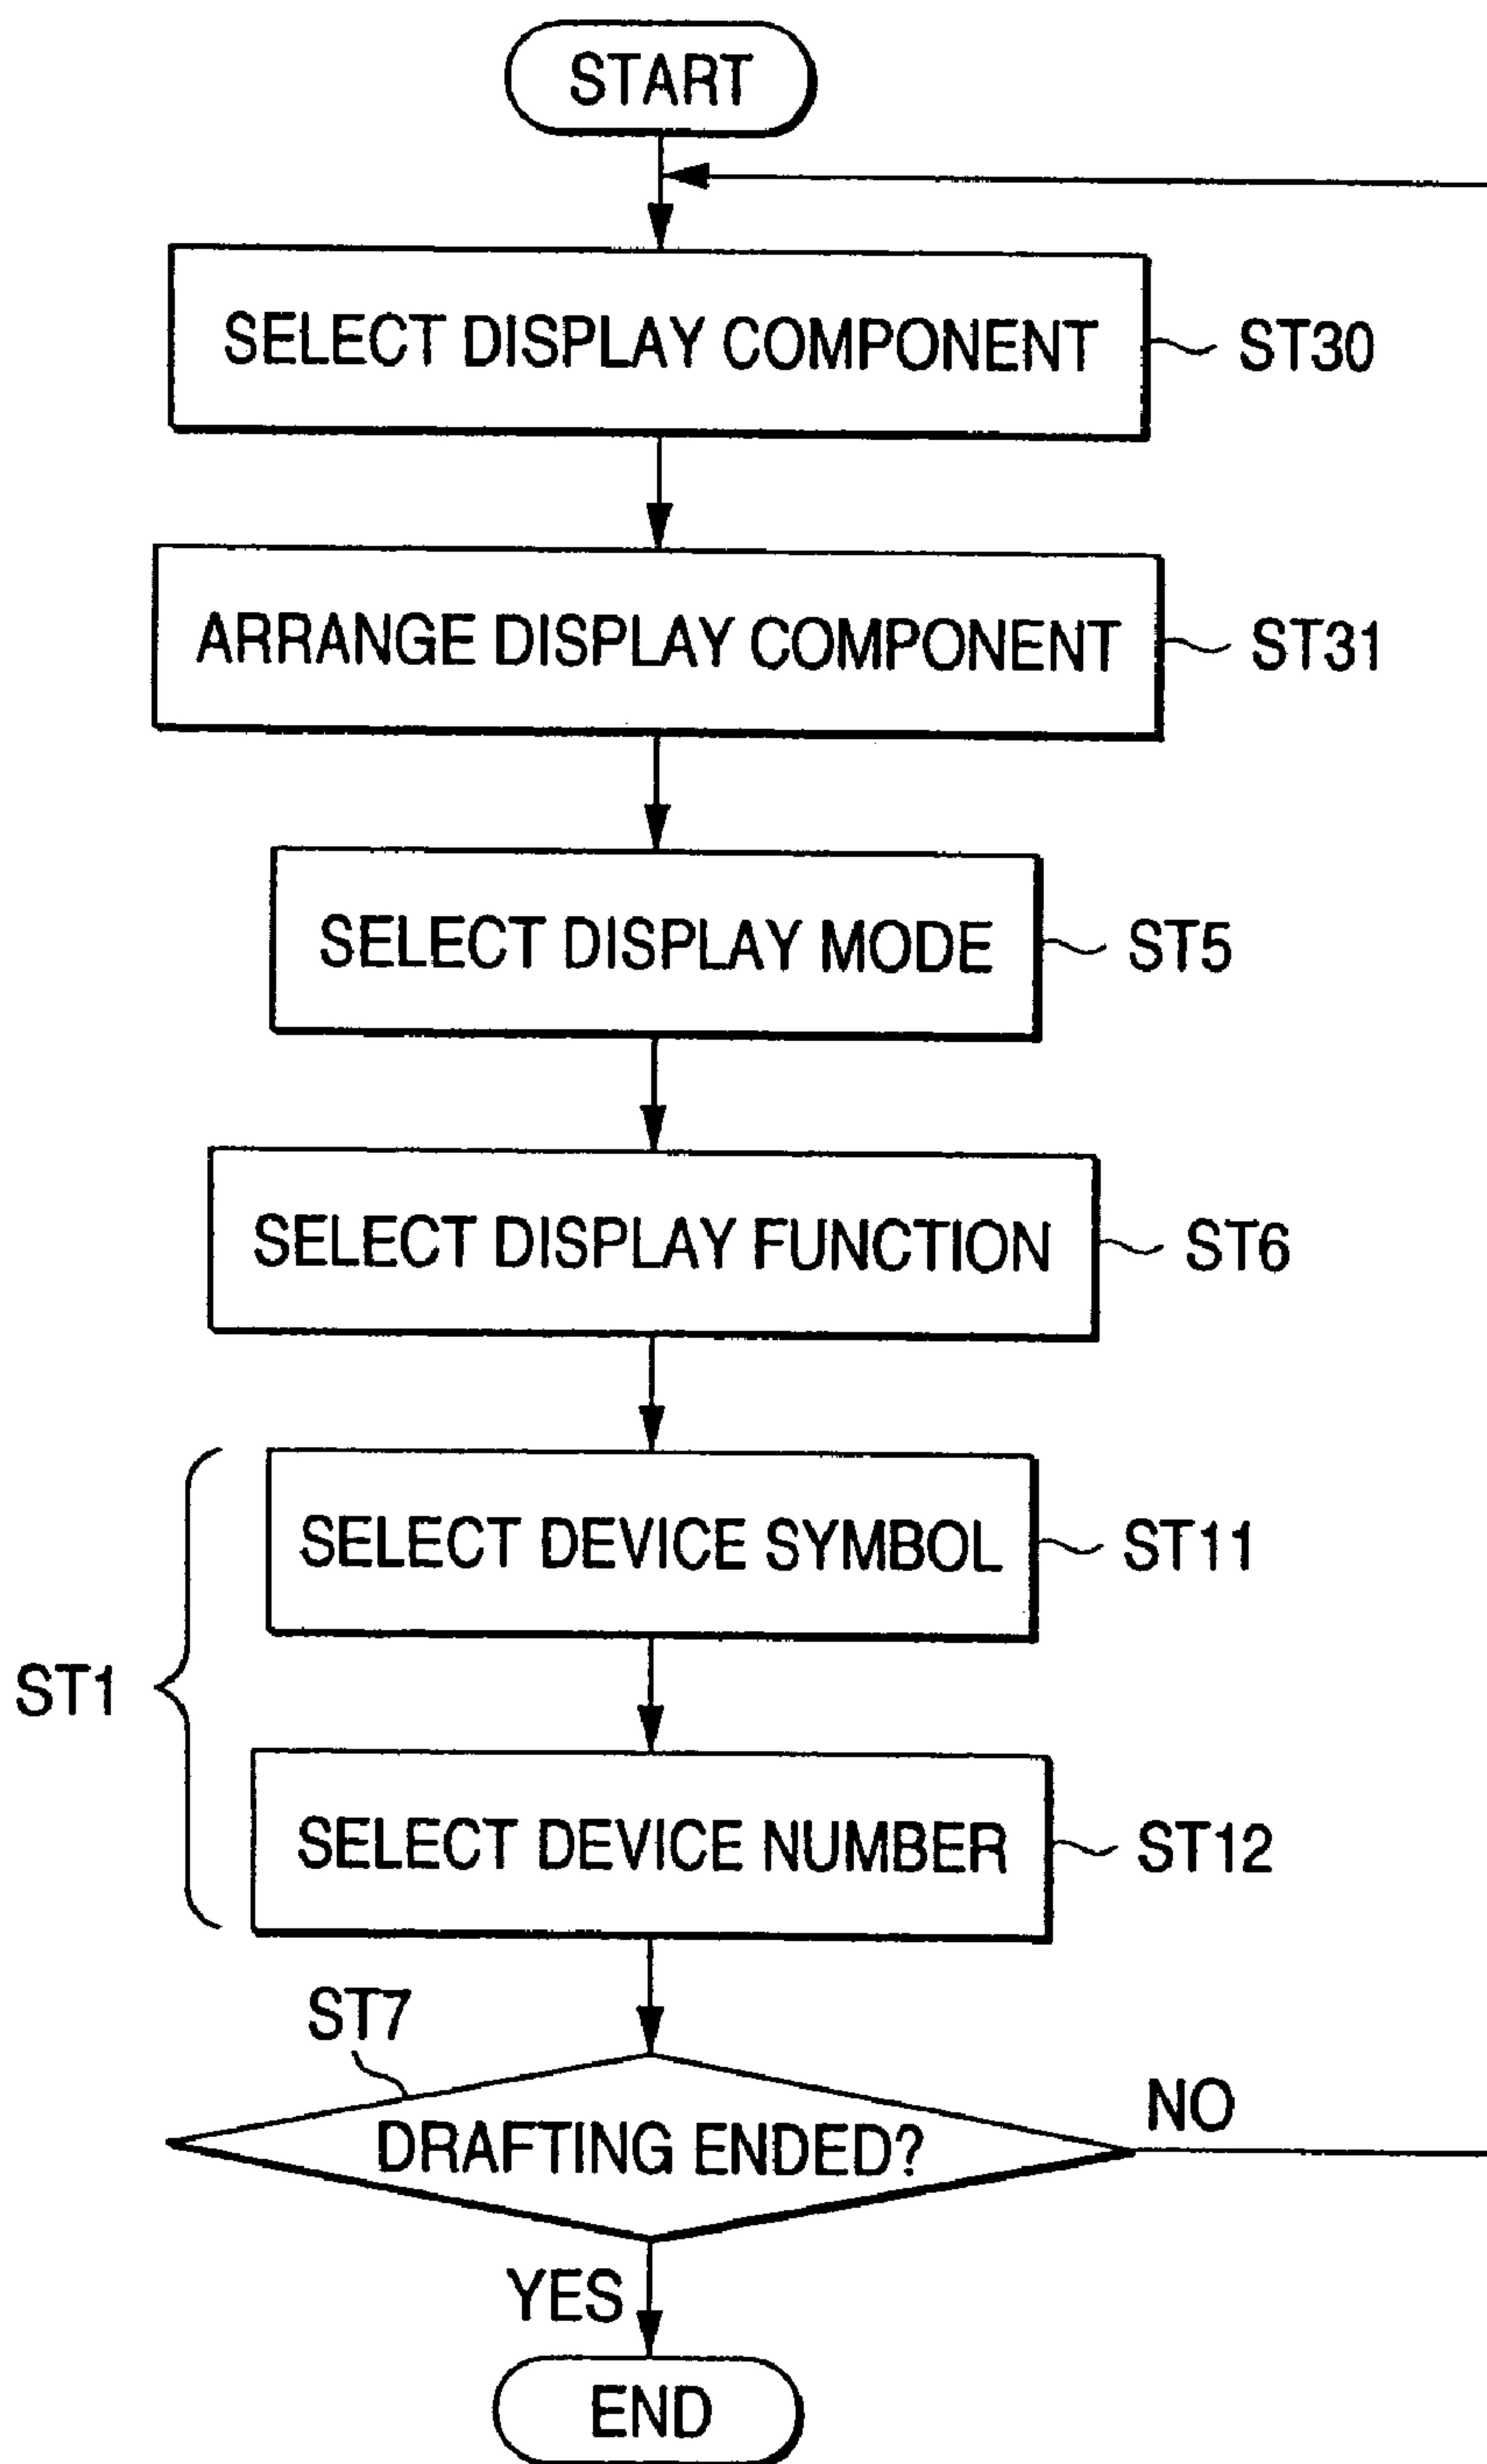 START
SELECT DISPLAY COMPONENT
ST30
ARRANGE DISPLAY COMPONENT
ST31
SELECT DISPLAY MODE
ST5
SELECT DISPLAY FUNCTION
ST6
SELECT DEVICE SYMBOL
ST11
ST1
SELECT DEVICE NUMBER
ST12
ST7
DRAFTING ENDED?
NO
YES
END